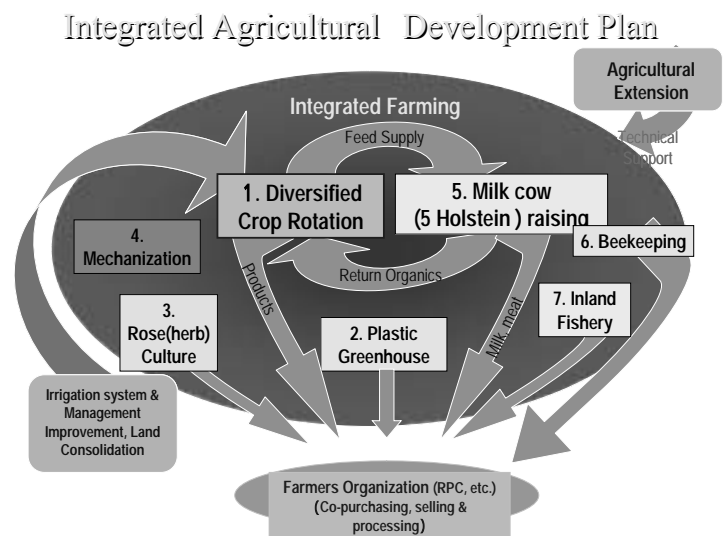 Integrated Agricultural Development Plan
Agricultural
Extension
Integrated Farming
Feed Supply
Technical
Support
1. Diversified
Crop Rotation
5. Milk cow
(5 Holstein ) raising
4.
Mechanization
6. Beekeeping
Return Organics
Products
Milk, meat
3.
Rose(herb)
Culture
2. Plastic
Greenhouse
7. Inland
Fishery
Irrigation system &
Management
Improvement, Land
Consolidation
Farmers Organization (RPC, etc.)
(Co-purchasing, selling &
processing)